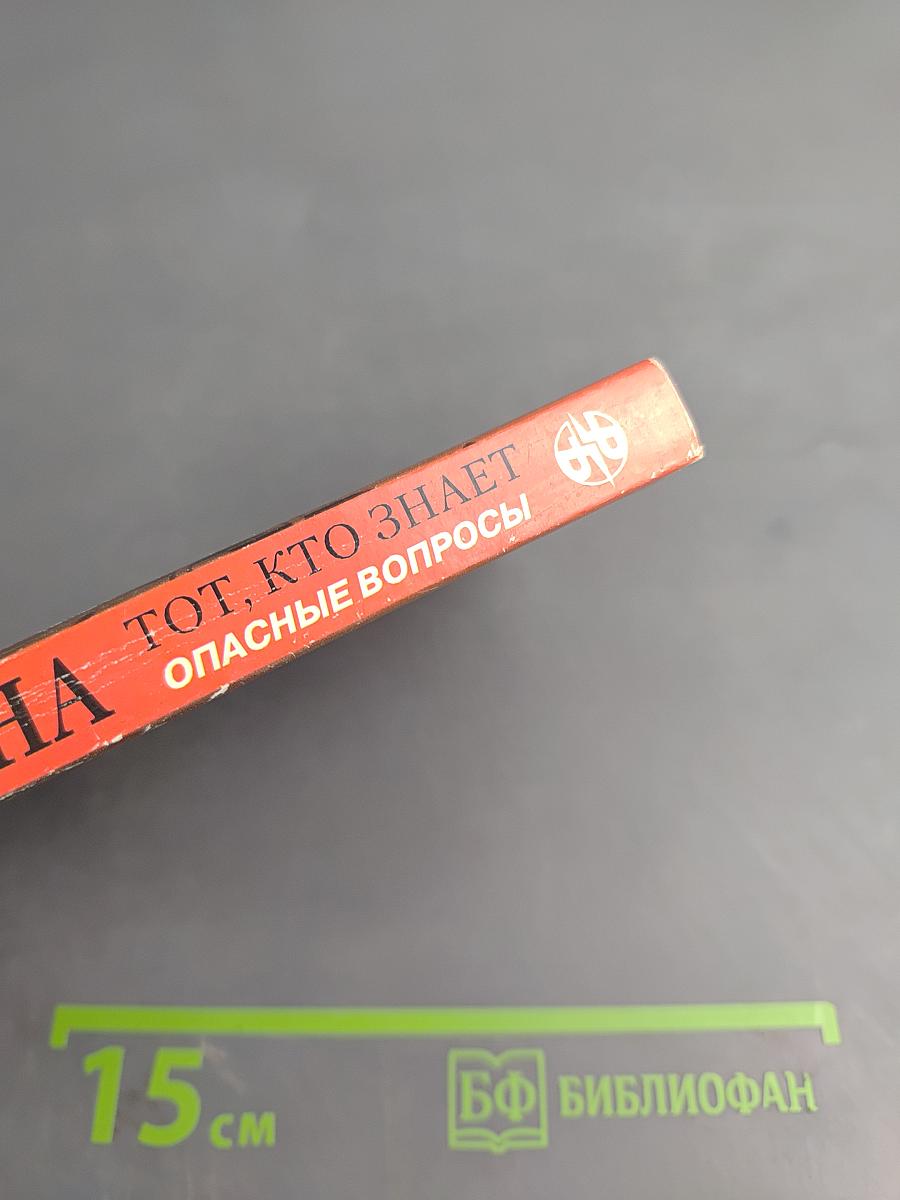 НА
ТОТ, КТО ЗНАЕТ
ОПАСНЫЕ ВОПРОСЫ
15 см
БФ БИБЛИОФАН